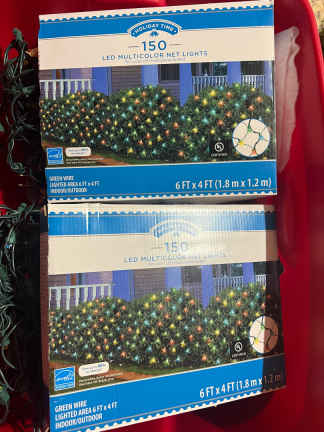 HOLIDAY TIME
150
LED MULTICOLOR NET LIGHTS
GREEN WIRE
LIGHTED AREA 6 FT x 4 FT
INDOOR/OUTDOOR
6 FT x 4 FT (1.8 m x 1.2 m)
150
LED MULTICOLOR NET LIGHTS
GREEN WIRE
LIGHTED AREA 6 FT x 4 FT
INDOOR/OUTDOOR
6 FT x 4 FT (1.8 m x 1.2 m)